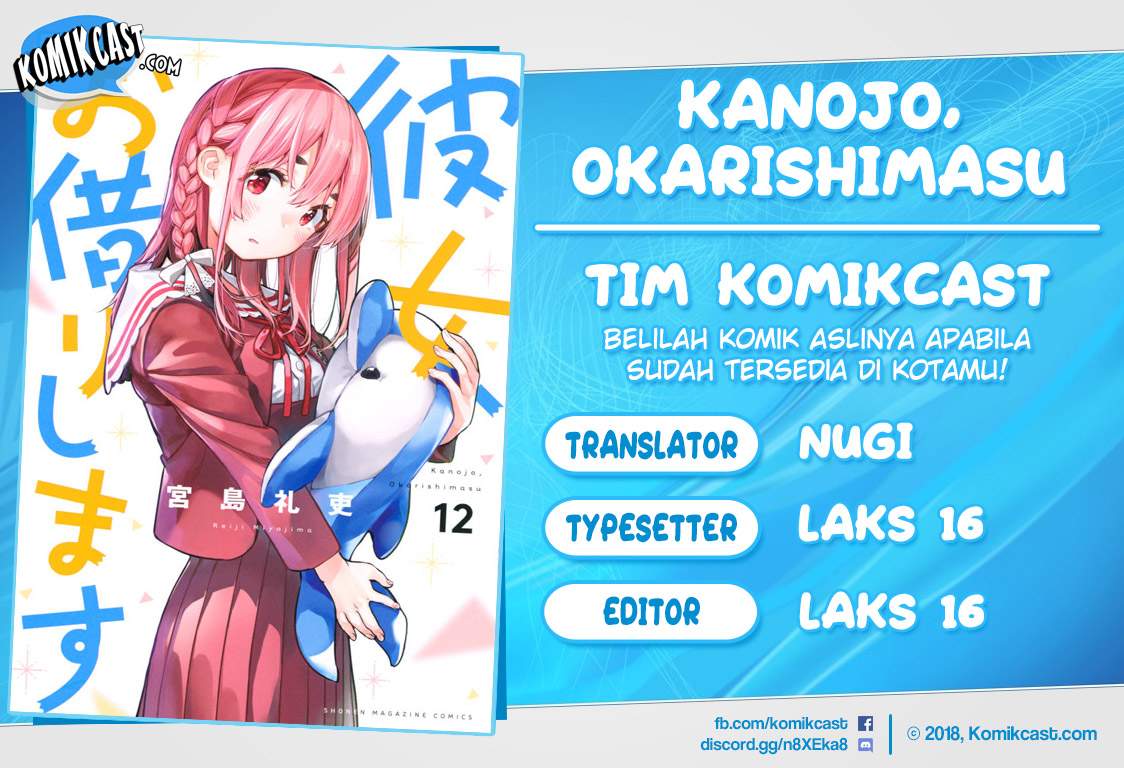 KOMIKCAST
.COM
彼女、
お借りします
Kanojo,
Okarishimasu
宮島礼吏
Reiji Miyajima
12
SHONEN MAGAZINE COMICS
KANOJO,
OKARISHIMASU
TIM KOMIKCAST
BELILAH KOMIK ASLINYA APABILA
SUDAH TERSEDIA DI KOTAMU!
TRANSLATOR NUGI
TYPESETTER LAKS 16
EDITOR LAKS 16
fb.com/komikcast
discord.gg/n8XEka8
© 2018, Komikcast.com